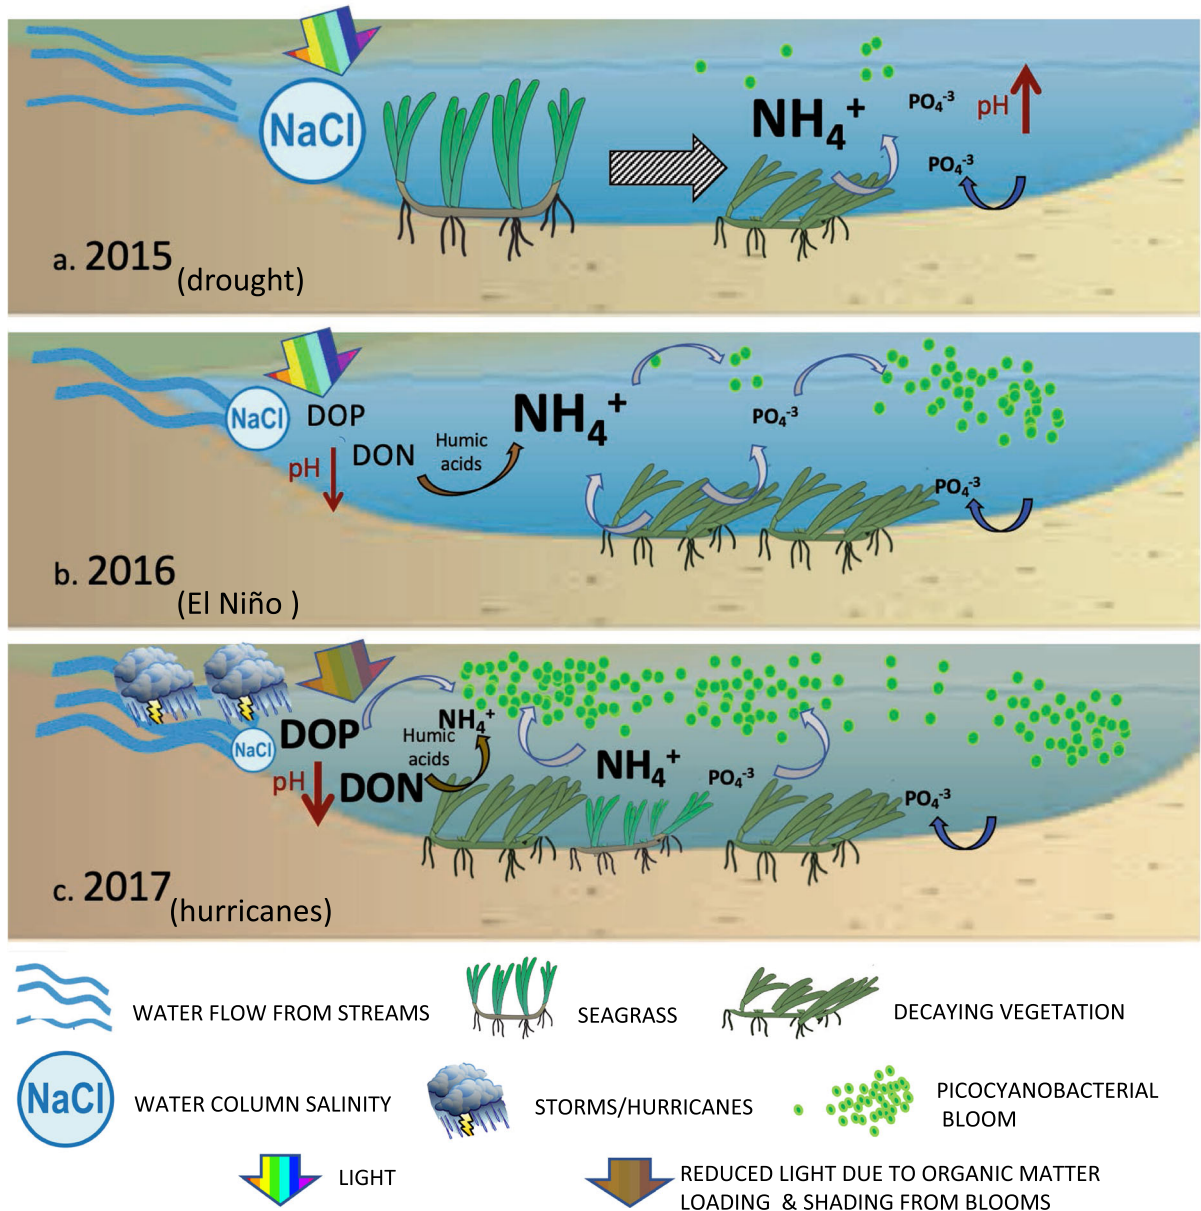 NaCl
NH₄⁺
PO₄⁻³
pH
PO₄⁻³
a. 2015
(drought)
NaCl
DOP
pH
DON
Humic
acids
NH₄⁺
PO₄⁻³
PO₄⁻³
b. 2016
(El Niño )
NaCl
DOP
pH
DON
Humic
acids
NH₄⁺
NH₄⁺
PO₄⁻³
PO₄⁻³
c. 2017
(hurricanes)
WATER FLOW FROM STREAMS
SEAGRASS
DECAYING VEGETATION
NaCl
WATER COLUMN SALINITY
STORMS/HURRICANES
PICOCYANOBACTERIAL
BLOOM
LIGHT
REDUCED LIGHT DUE TO ORGANIC MATTER
LOADING & SHADING FROM BLOOMS